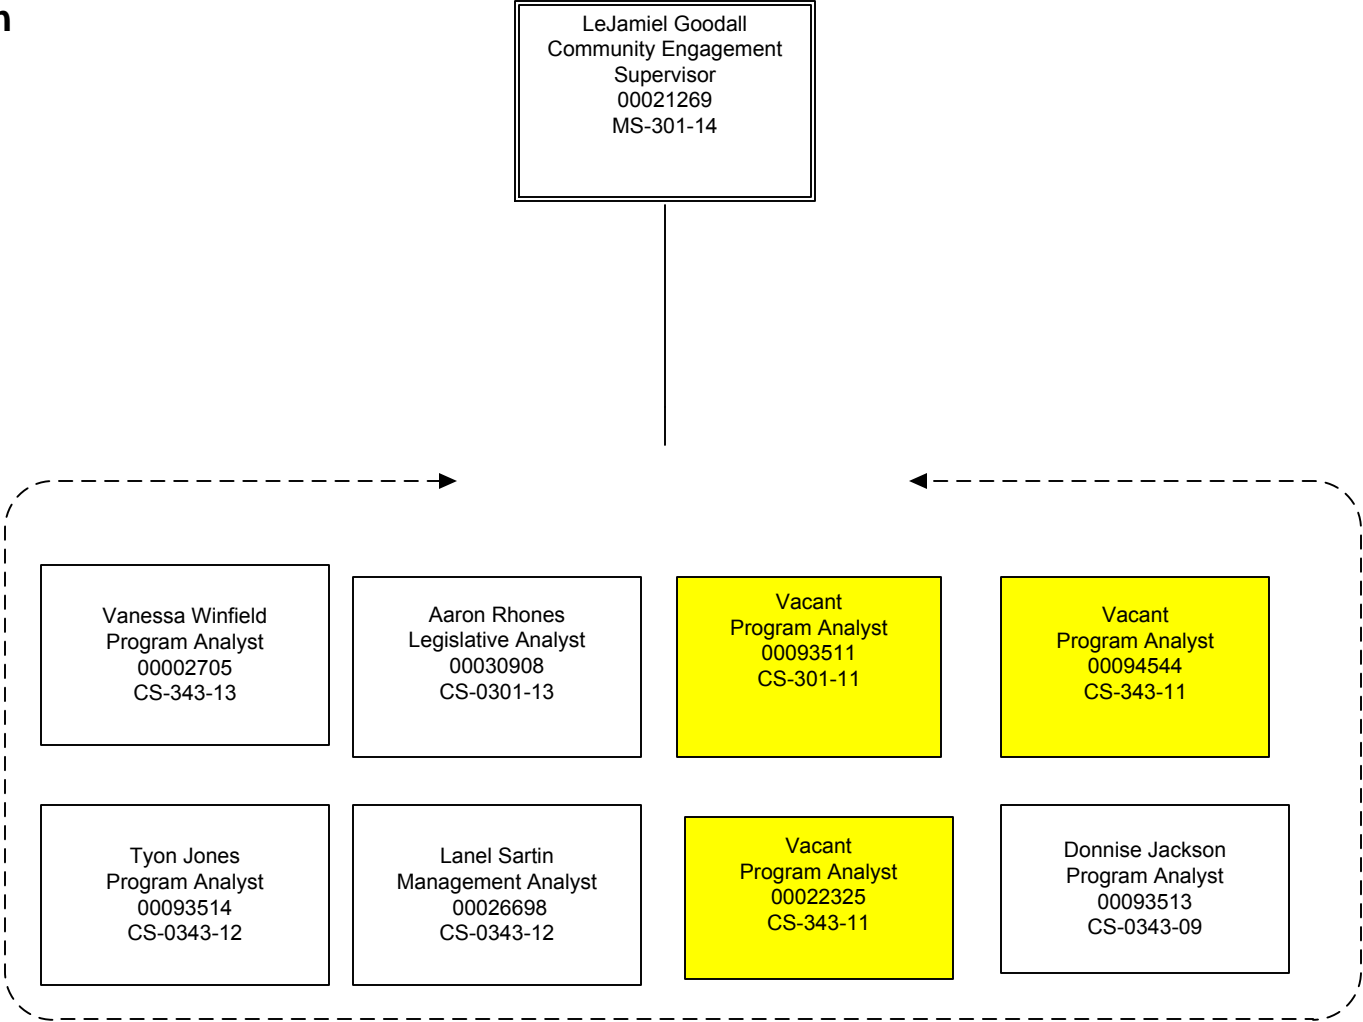 n
LeJamiel Goodall
Community Engagement
Supervisor
00021269
MS-301-14
Vanessa Winfield
Program Analyst
00002705
CS-343-13
Aaron Rhones
Legislative Analyst
00030908
CS-0301-13
Vacant
Program Analyst
00093511
CS-301-11
Vacant
Program Analyst
00094544
CS-343-11
Tyon Jones
Program Analyst
00093514
CS-0343-12
Lanel Sartin
Management Analyst
00026698
CS-0343-12
Vacant
Program Analyst
00022325
CS-343-11
Donnise Jackson
Program Analyst
00093513
CS-0343-09